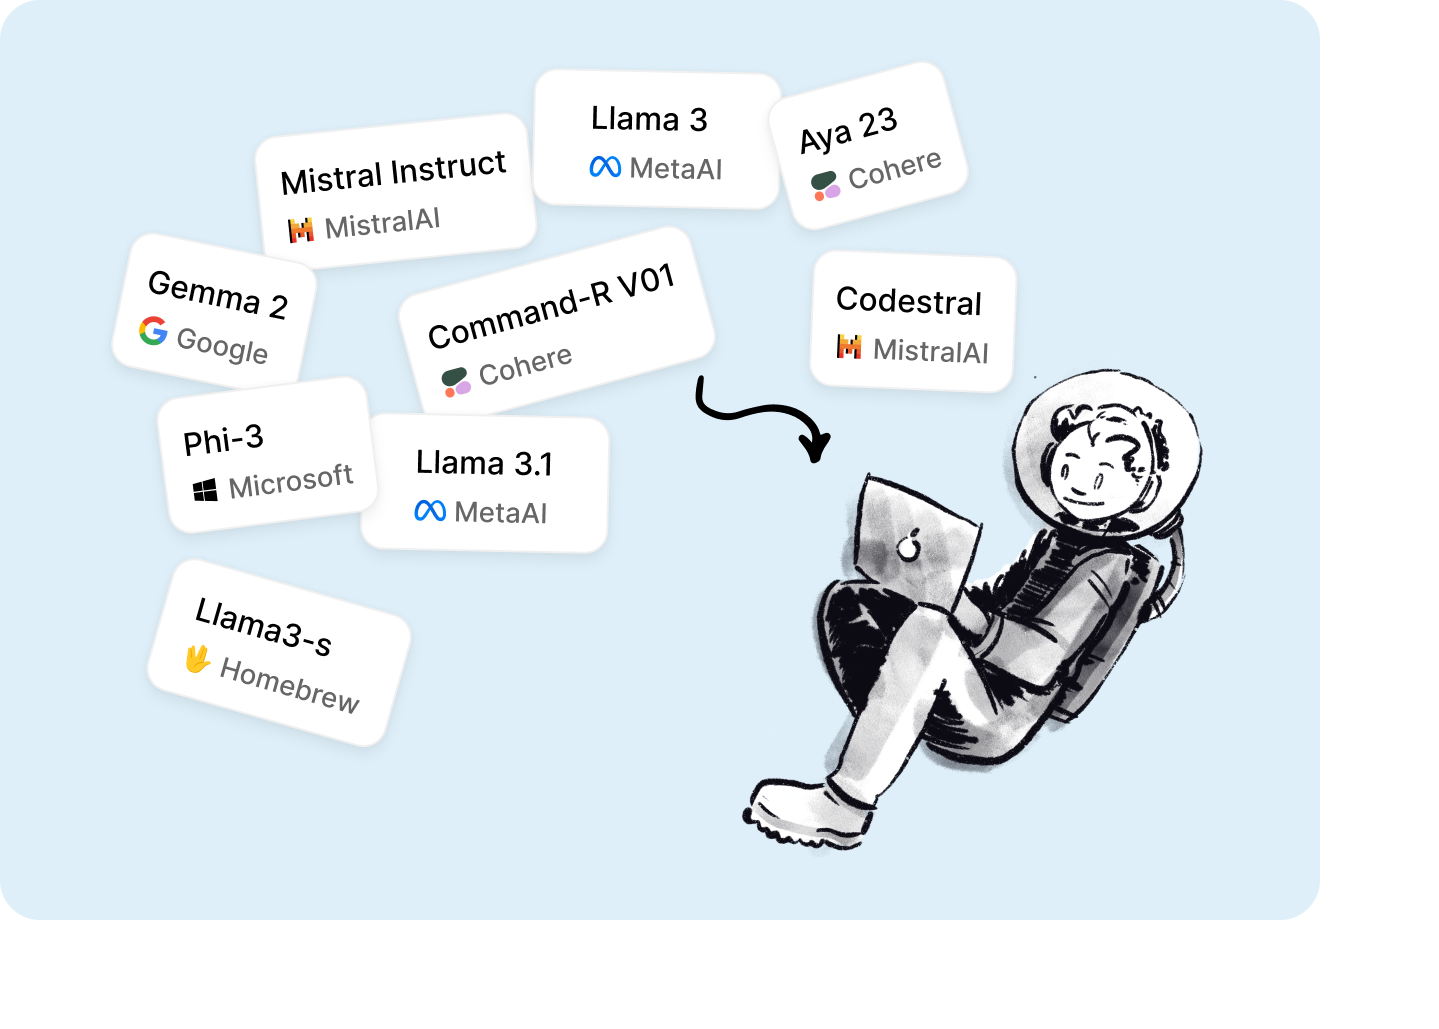 Llama 3
MetaAI
Aya 23
Cohere
Mistral Instruct
MistralAI
Gemma 2
Google
Command-R V01
Cohere
Codestral
MistralAI
Phi-3
Microsoft
Llama 3.1
MetaAI
Llama3-s
Homebrew